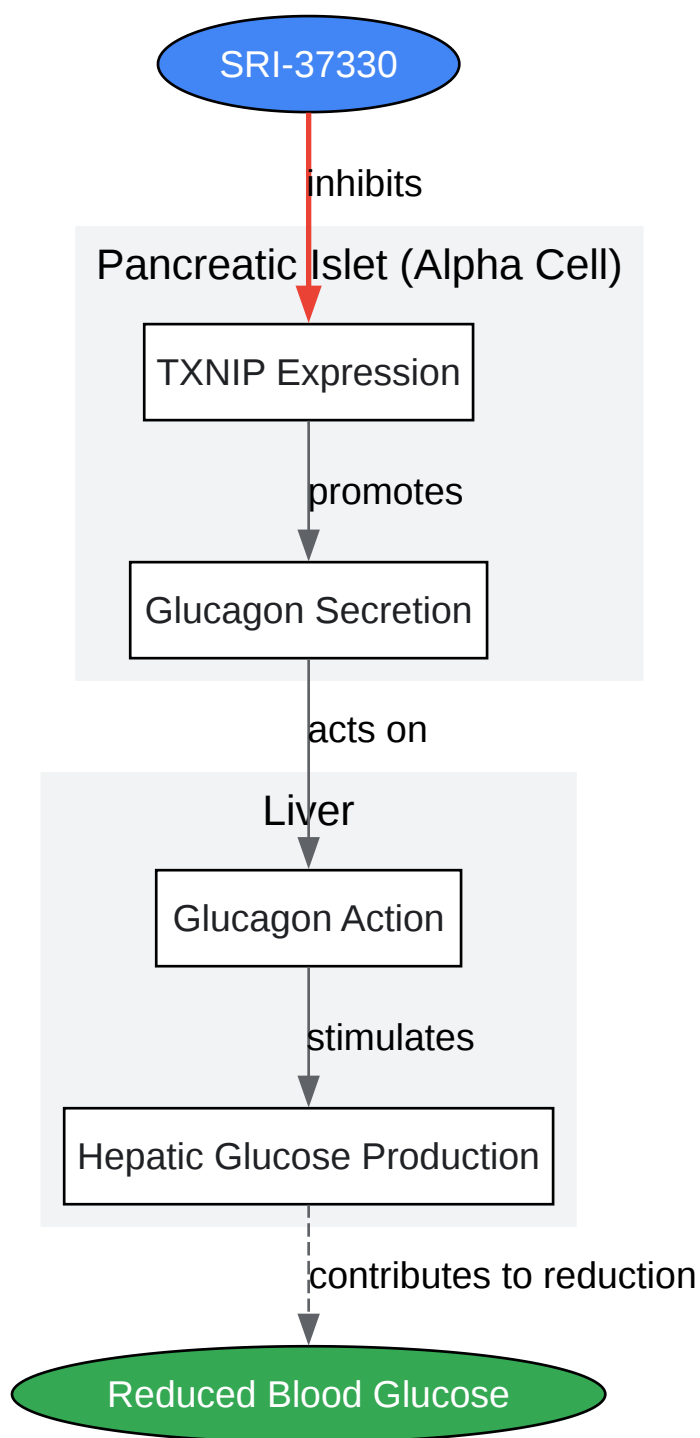 SRI-37330
inhibits
Pancreatic Islet (Alpha Cell)
TXNIP Expression
promotes
Glucagon Secretion
acts on
Liver
Glucagon Action
stimulates
Hepatic Glucose Production
contributes to reduction
Reduced Blood Glucose